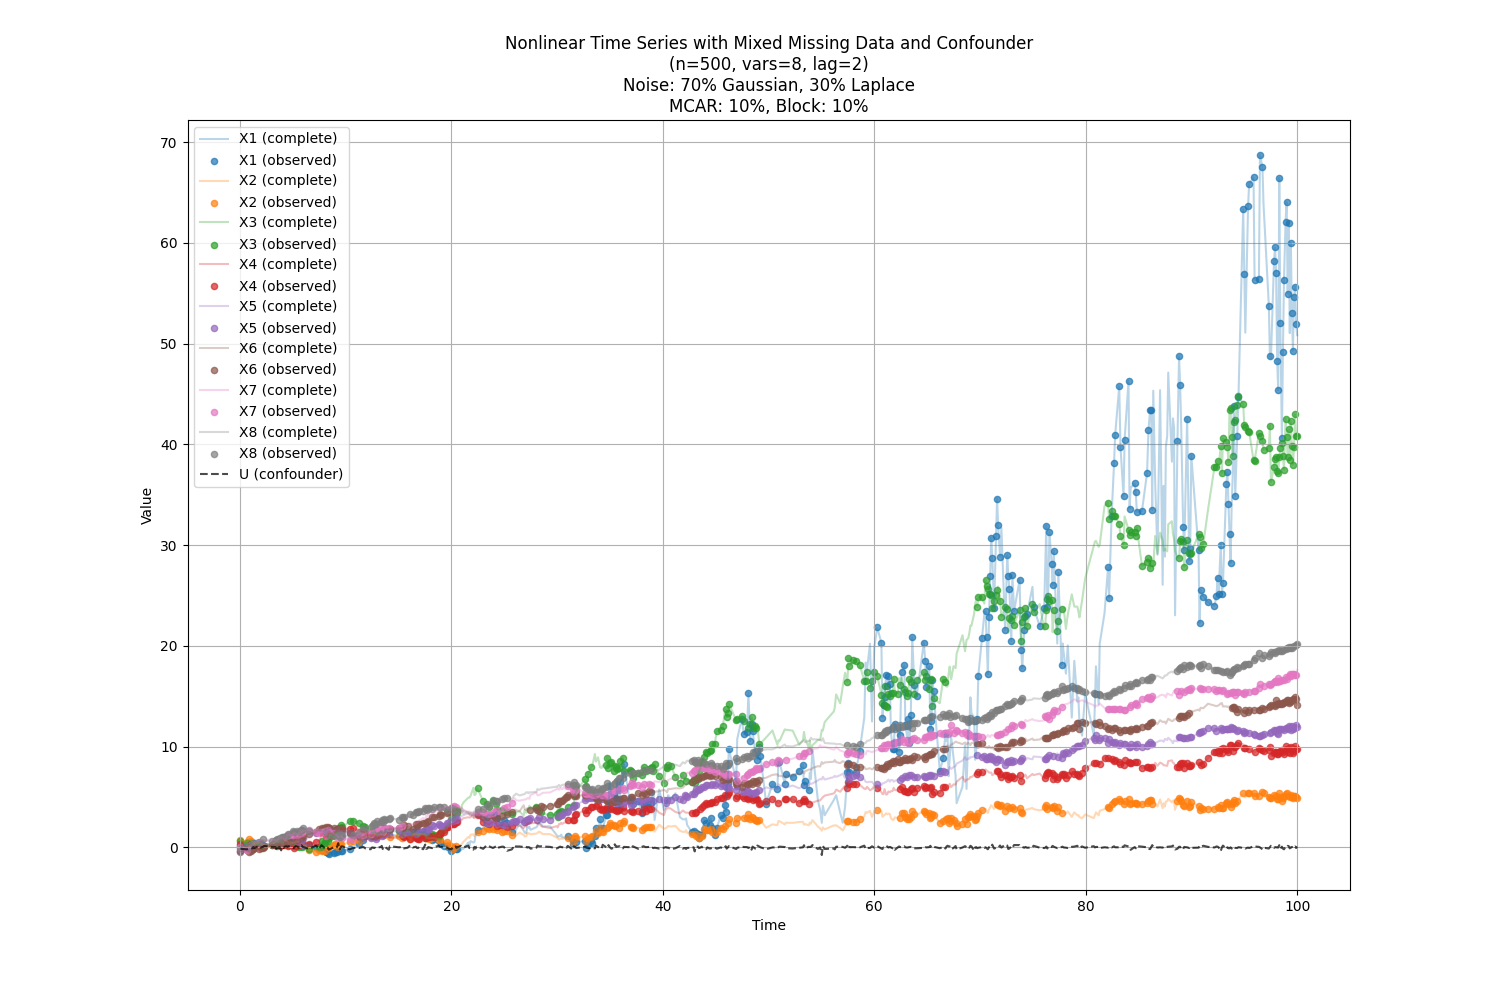 Nonlinear Time Series with Mixed Missing Data and Confounder
(n=500, vars=8, lag=2)
Noise: 70% Gaussian, 30% Laplace
MCAR: 10%, Block: 10%
X1 (complete)
X1 (observed)
X2 (complete)
X2 (observed)
X3 (complete)
X3 (observed)
X4 (complete)
X4 (observed)
X5 (complete)
X5 (observed)
X6 (complete)
X6 (observed)
X7 (complete)
X7 (observed)
X8 (complete)
X8 (observed)
U (confounder)
Value
70
60
50
40
30
20
10
0
0 20 40 60 80 100
Time